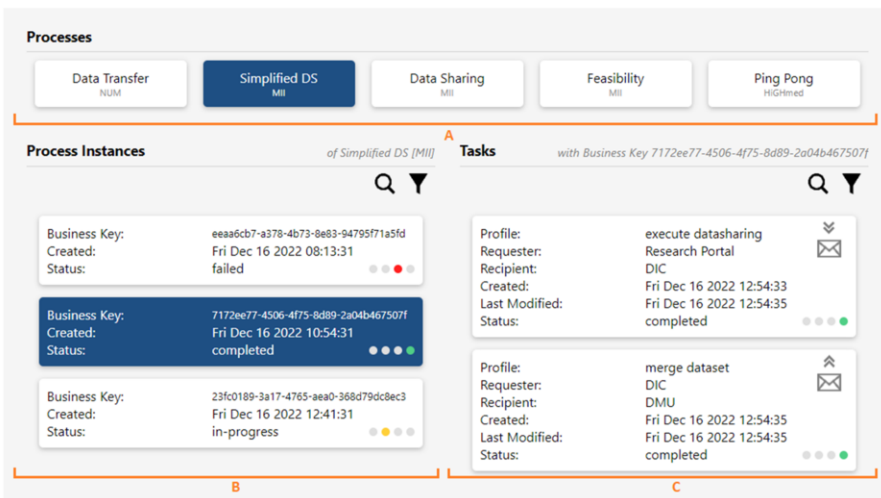 Processes
Data Transfer
NUM
Simplified DS
MII
Data Sharing
MII
Feasibility
MII
Ping Pong
HiGHmed
A
Process Instances
of Simplified DS [MII]
Business Key: eeaa6cb7-a378-4b73-8e83-94795f71a5fd
Created: Fri Dec 16 2022 08:13:31
Status: failed
Business Key: 7172ee77-4506-4f75-8d89-2a04b467507f
Created: Fri Dec 16 2022 10:54:31
Status: completed
Business Key: 23fc0189-3a17-4765-aea0-368d79dc8ec3
Created: Fri Dec 16 2022 12:41:31
Status: in-progress
B
Tasks
with Business Key 7172ee77-4506-4f75-8d89-2a04b467507f
Profile: execute datasharing
Requester: Research Portal
Recipient: DIC
Created: Fri Dec 16 2022 12:54:33
Last Modified: Fri Dec 16 2022 12:54:35
Status: completed
Profile: merge dataset
Requester: DIC
Recipient: DMU
Created: Fri Dec 16 2022 12:54:35
Last Modified: Fri Dec 16 2022 12:54:35
Status: completed
C